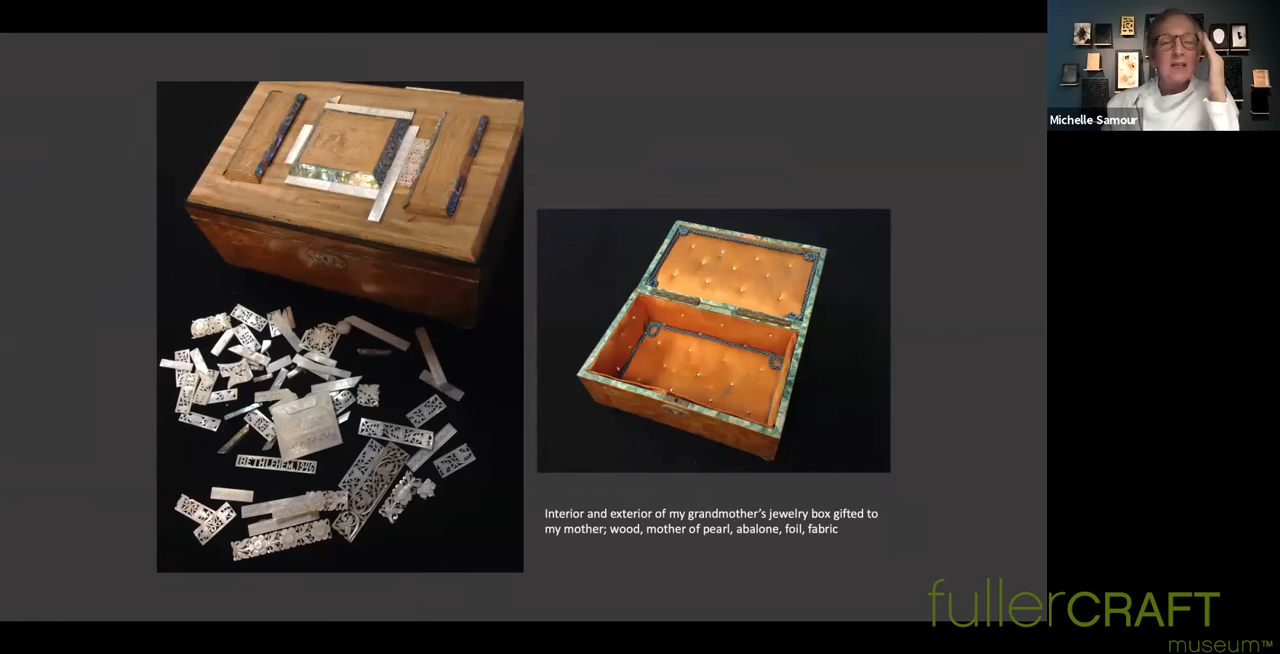 Michelle Samour
BETHLEHEM, 1946
Interior and exterior of my grandmother's jewelry box gifted to
my mother; wood, mother of pearl, abalone, foil, fabric
fullerCRAFT
museum™